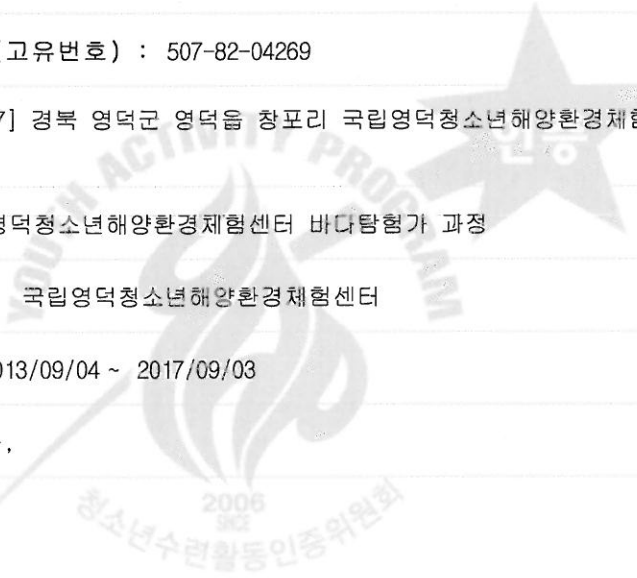 고유번호) : 507-82-04269
7] 경북 영덕군 영덕읍 창포리 국립영덕청소년해양환경체험
영덕청소년해양환경체험센터 바다탐험가 과정
국립영덕청소년해양환경체험센터
013/09/04 ~ 2017/09/03
YOUTH ACTIVITY PROGRAM
인증
2006
SINCE
청소년수련활동인증위원회